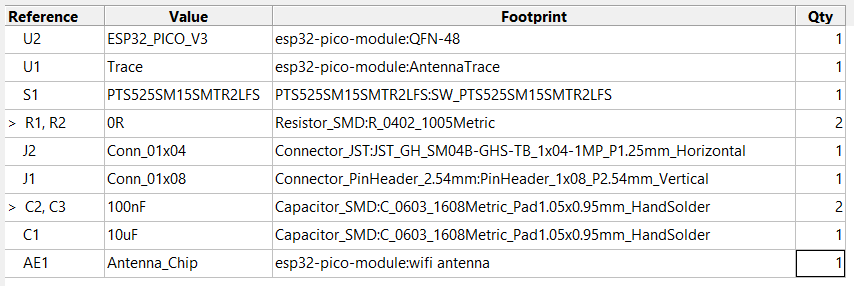 Reference Value Footprint Qty
U2 ESP32_PICO_V3 esp32-pico-module:QFN-48 1
U1 Trace esp32-pico-module:AntennaTrace 1
S1 PTS525SM15SMTR2LFS PTS525SM15SMTR2LFS:SW_PTS525SM15SMTR2LFS 1
> R1, R2 0R Resistor_SMD:R_0402_1005Metric 2
J2 Conn_01x04 Connector_JST:JST_GH_SM04B-GHS-TB_1x04-1MP_P1.25mm_Horizontal 1
J1 Conn_01x08 Connector_PinHeader_2.54mm:PinHeader_1x08_P2.54mm_Vertical 1
> C2, C3 100nF Capacitor_SMD:C_0603_1608Metric_Pad1.05x0.95mm_HandSolder 2
C1 10uF Capacitor_SMD:C_0603_1608Metric_Pad1.05x0.95mm_HandSolder 1
AE1 Antenna_Chip esp32-pico-module:wifi antenna 1